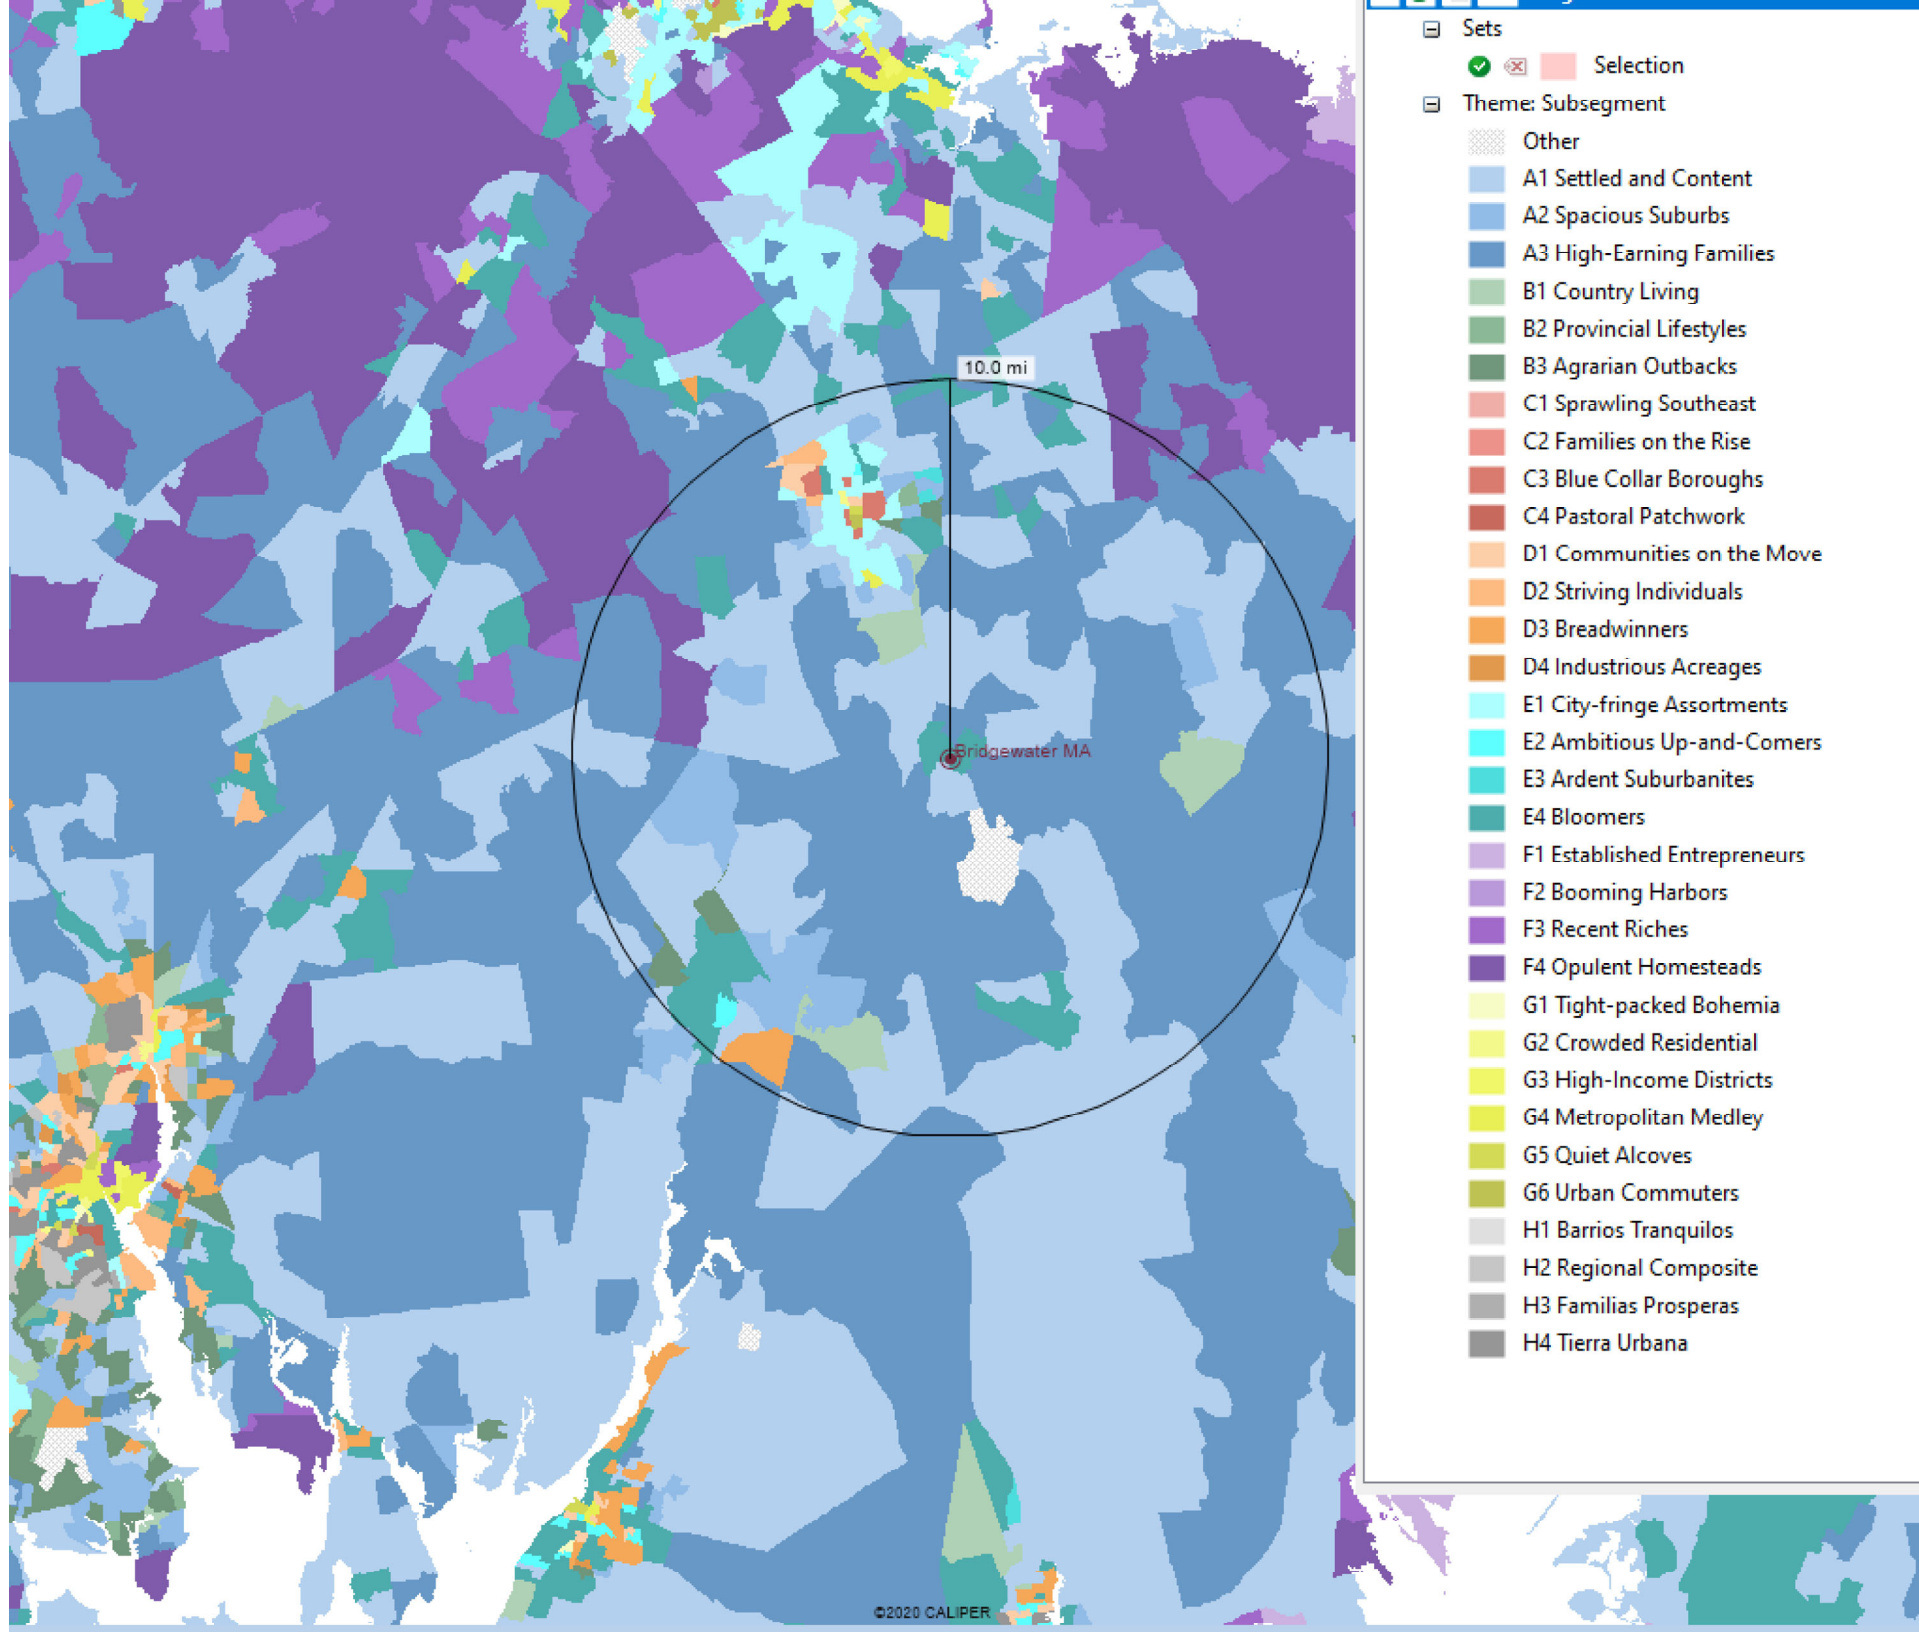 Sets
Selection
Theme: Subsegment
Other
A1 Settled and Content
A2 Spacious Suburbs
A3 High-Earning Families
B1 Country Living
B2 Provincial Lifestyles
B3 Agrarian Outbacks
C1 Sprawling Southeast
C2 Families on the Rise
C3 Blue Collar Boroughs
C4 Pastoral Patchwork
D1 Communities on the Move
D2 Striving Individuals
D3 Breadwinners
D4 Industrious Acreages
E1 City-fringe Assortments
E2 Ambitious Up-and-Comers
E3 Ardent Suburbanites
E4 Bloomers
F1 Established Entrepreneurs
F2 Booming Harbors
F3 Recent Riches
F4 Opulent Homesteads
G1 Tight-packed Bohemia
G2 Crowded Residential
G3 High-Income Districts
G4 Metropolitan Medley
G5 Quiet Alcoves
G6 Urban Commuters
H1 Barrios Tranquilos
H2 Regional Composite
H3 Familias Prosperas
H4 Tierra Urbana
10.0 mi
Bridgewater MA
©2020 CALIPER